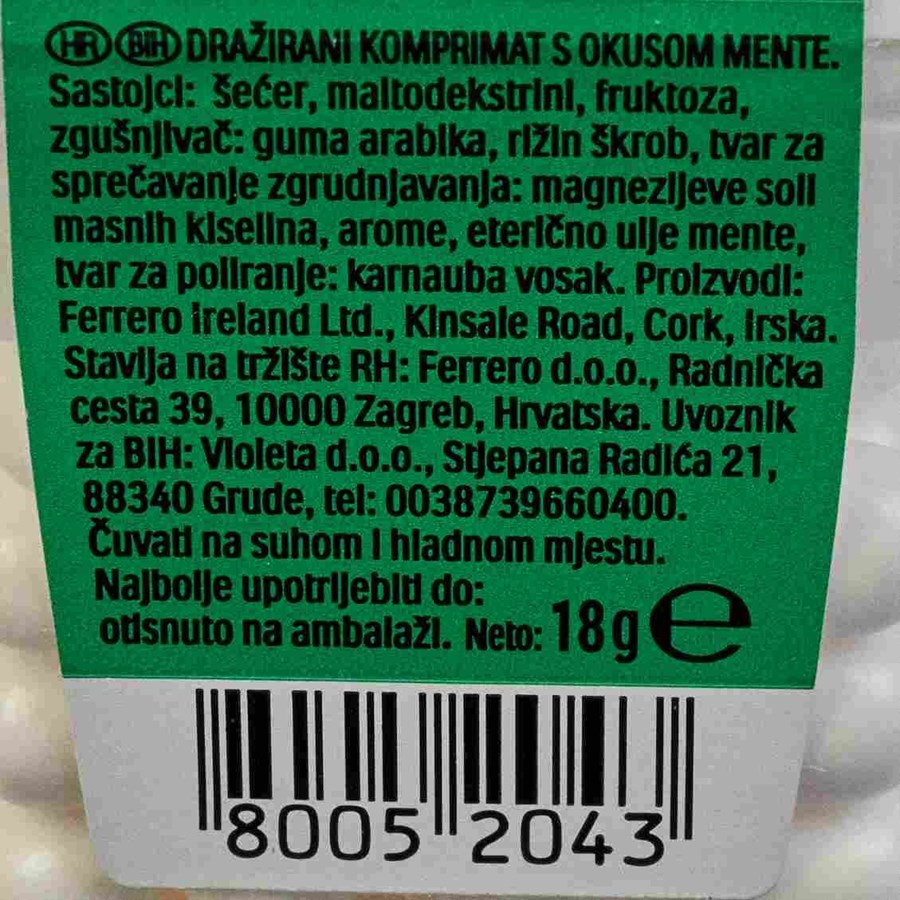 HR BIH DRAŽIRANI KOMPRIMAT S OKUSOM MENTE.
Sastojci: šećer, maltodekstrini, fruktoza,
zgušnjivač: guma arabika, rižin škrob, tvar za
sprečavanje zgrudnjavanja: magnezijeve soli
masnih kiselina, arome, eterično ulje mente,
tvar za poliranje: karnauba vosak. Proizvodi:
Ferrero Ireland Ltd., Kinsale Road, Cork, Irska.
Stavlja na tržište RH: Ferrero d.o.o., Radnička
cesta 39, 10000 Zagreb, Hrvatska. Uvoznik
za BIH: Violeta d.o.o., Stjepana Radića 21,
88340 Grude, tel: 0038739660400.
Čuvati na suhom i hladnom mjestu.
Najbolje upotrijebiti do:
otisnuto na ambalaži. Neto: 18g e
8005 2043